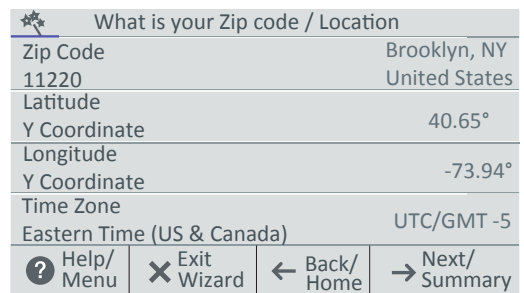 What is your Zip code / Location
Zip Code
Brooklyn, NY
11220
United States
Latitude
Y Coordinate
40.65°
Longitude
Y Coordinate
-73.94°
Time Zone
Eastern Time (US & Canada)
UTC/GMT -5
? Help/
Menu
Exit
Wizard
Back/
Home
Next/
Summary